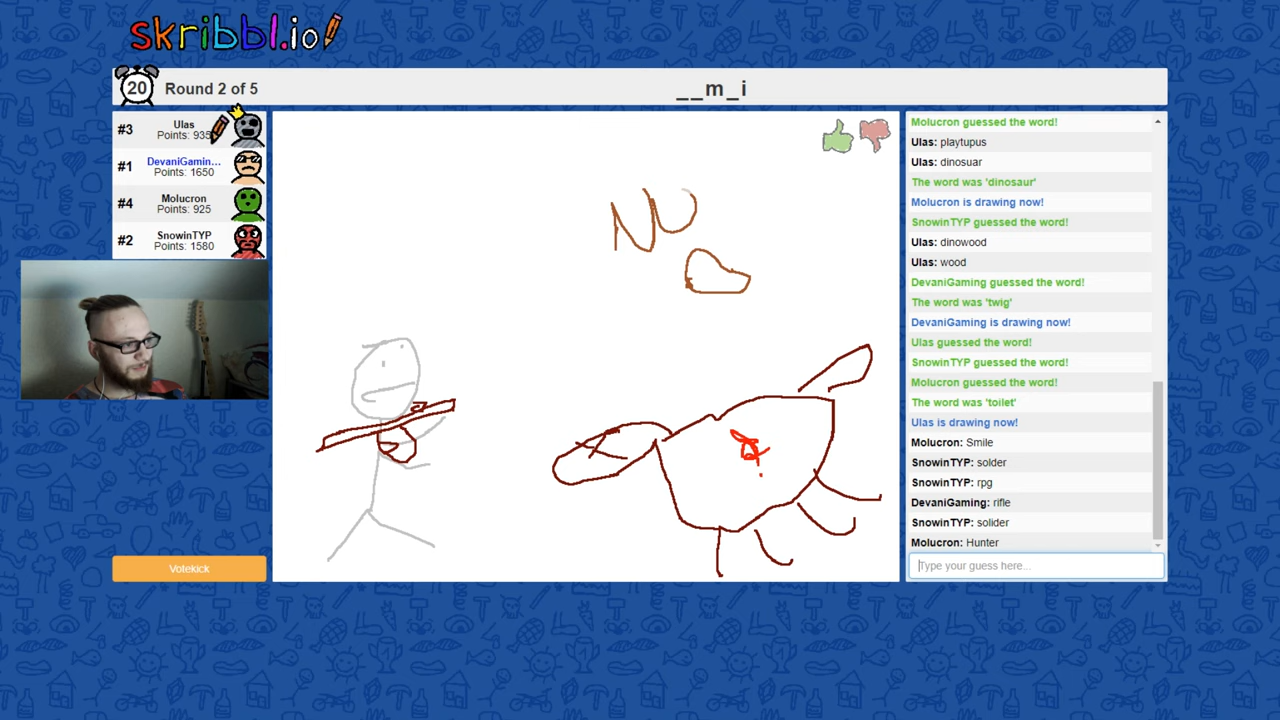 skribbl.io
20 Round 2 of 5 __m_i
#3 Ulas
Points: 935
#1 DevaniGamin...
Points: 1650
#4 Molucron
Points: 925
#2 SnowinTYP
Points: 1580
Votekick
NU
Molucron guessed the word!
Ulas: playtupus
Ulas: dinosuar
The word was 'dinosaur'
Molucron is drawing now!
SnowinTYP guessed the word!
Ulas: dinowood
Ulas: wood
DevaniGaming guessed the word!
The word was 'twig'
DevaniGaming is drawing now!
Ulas guessed the word!
SnowinTYP guessed the word!
Molucron guessed the word!
The word was 'toilet'
Ulas is drawing now!
Molucron: Smile
SnowinTYP: solder
SnowinTYP: rpg
DevaniGaming: rifle
SnowinTYP: solider
Molucron: Hunter
Type your guess here...